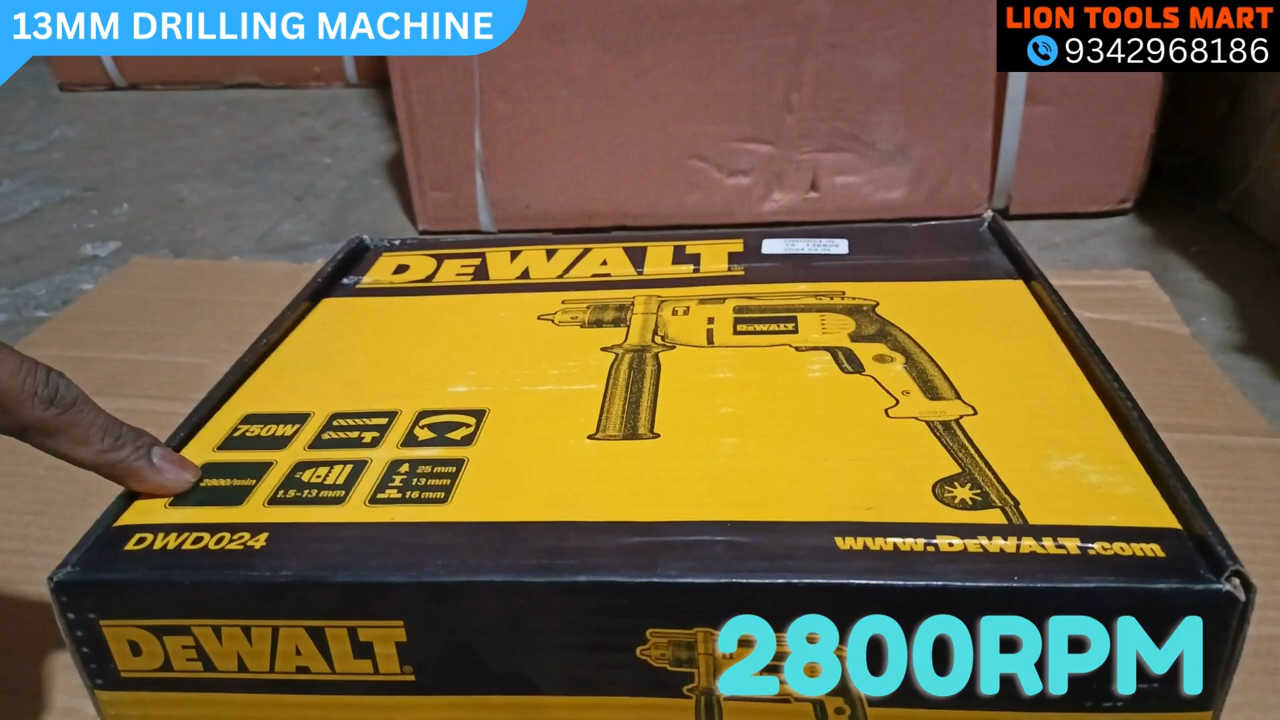 13MM DRILLING MACHINE
LION TOOLS MART
9342968186
DEWALT
DEWALT
750W
2800/min
1.5-13 mm
25 mm
13 mm
16 mm
DWD024
www.DEWALT.com
DEWALT
2800RPM